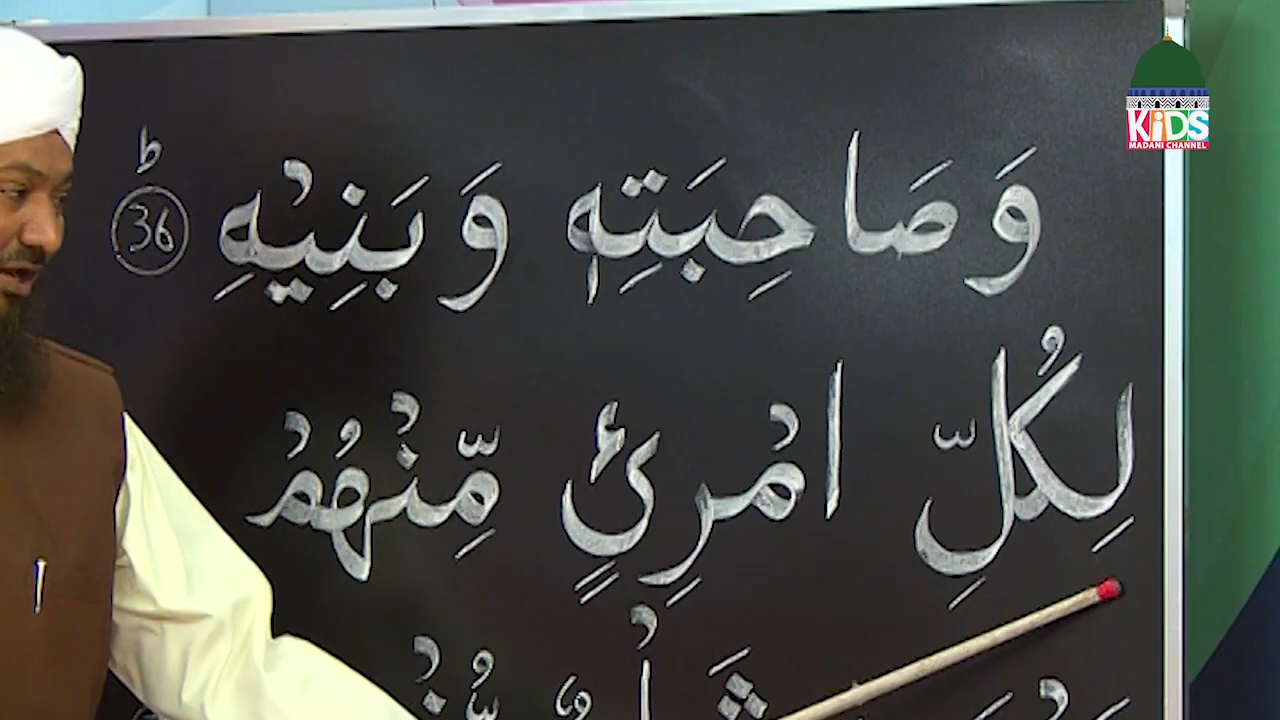 وَصَاحِبَتِهٖ وَبَنِیْهِ ؕ 36
لِكُلِّ امْرِئٍ مِّنْهُمْ
KiDS
MADANI CHANNEL